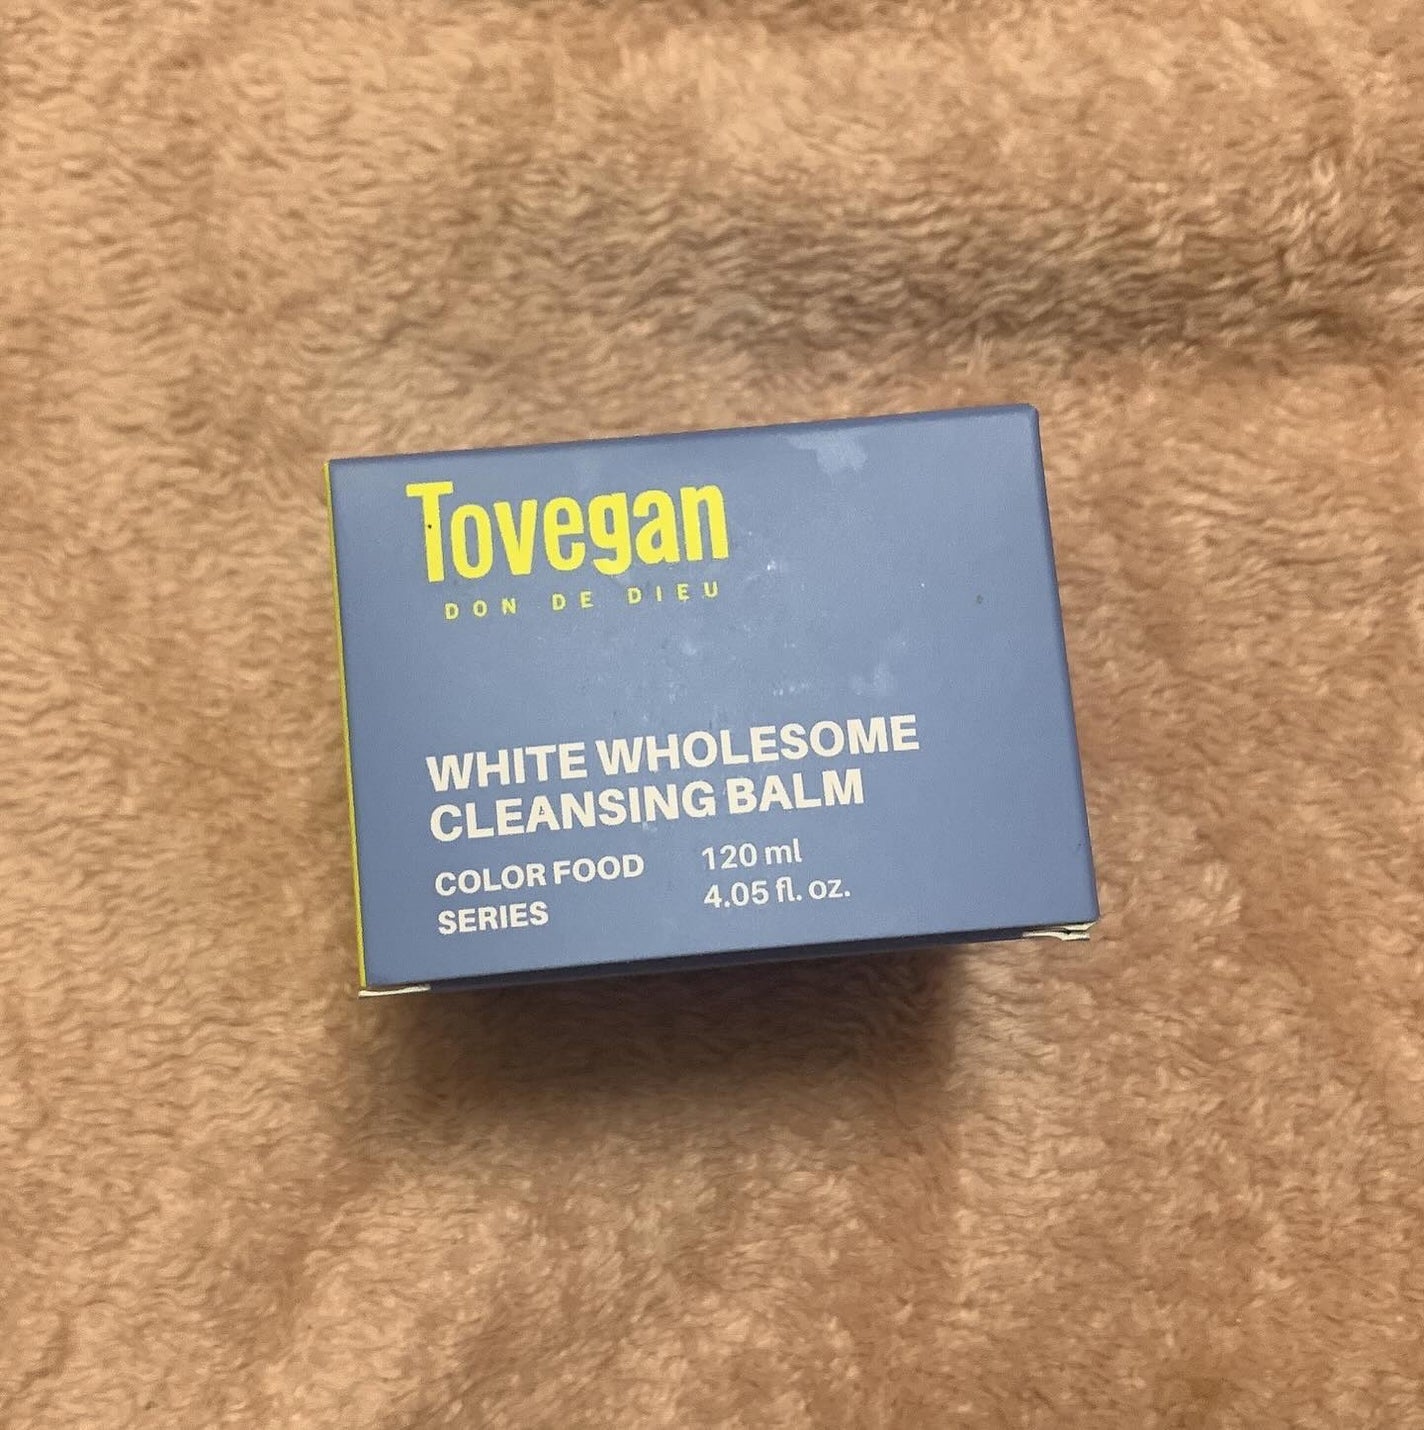 Tovegan
DON DE DIEU
WHITE WHOLESOME
CLEANSING BALM
COLOR FOOD
SERIES
120 ml
4.05 fl. oz.